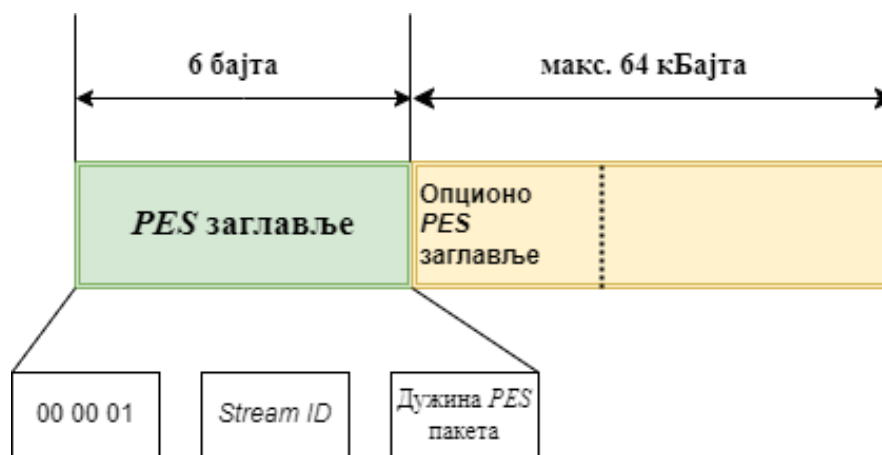 6 бајта
макс. 64 кБајта
PES заглавље
Опционо
PES
заглавље
00 00 01
Stream ID
Дужина PES
пакета